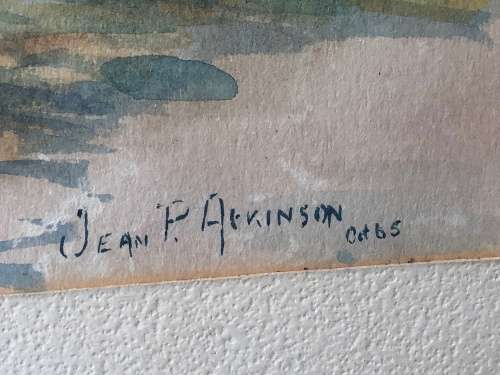 JEAN P. ATKINSON Oct 65